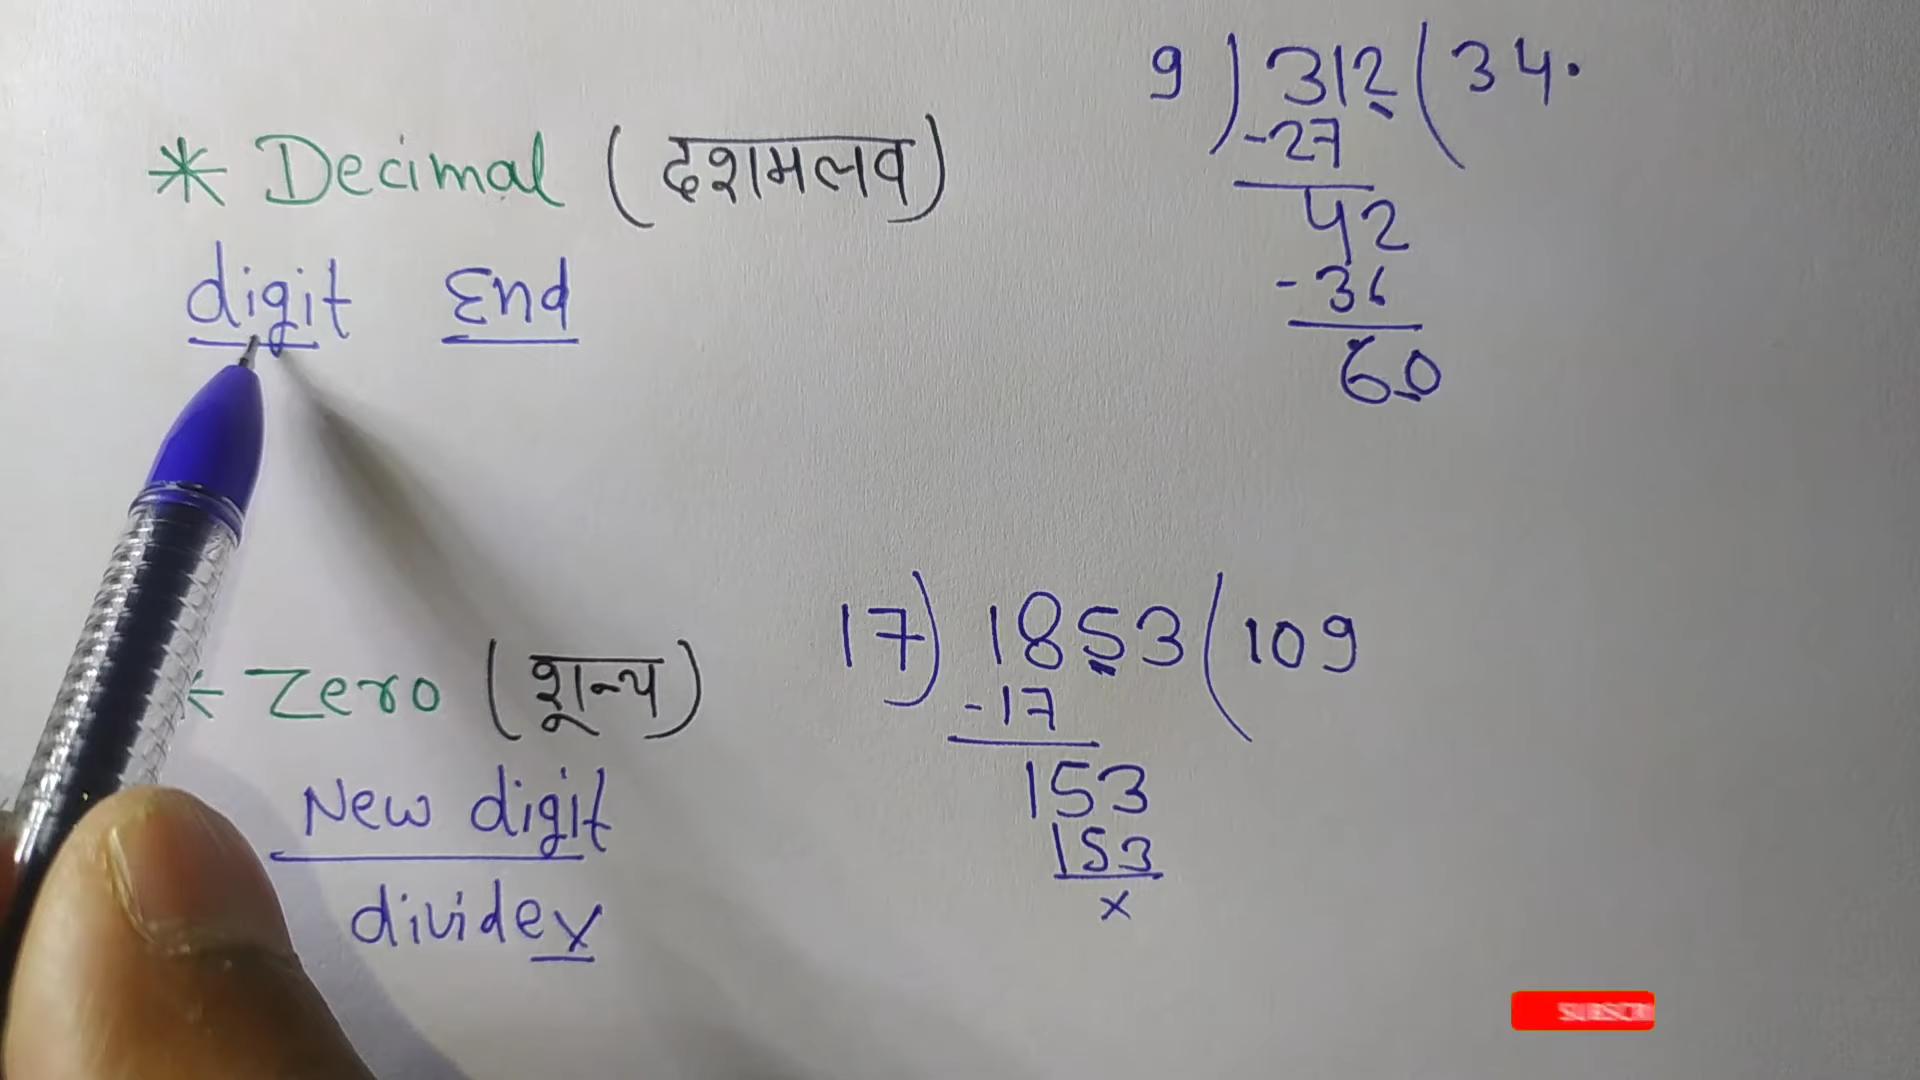 * Decimal (दशमलव)
digit End
9)312(34.
-27
42
-36
60
Zero (शून्य)
New digit
dividex
17)1853(109
-17
153
153
x